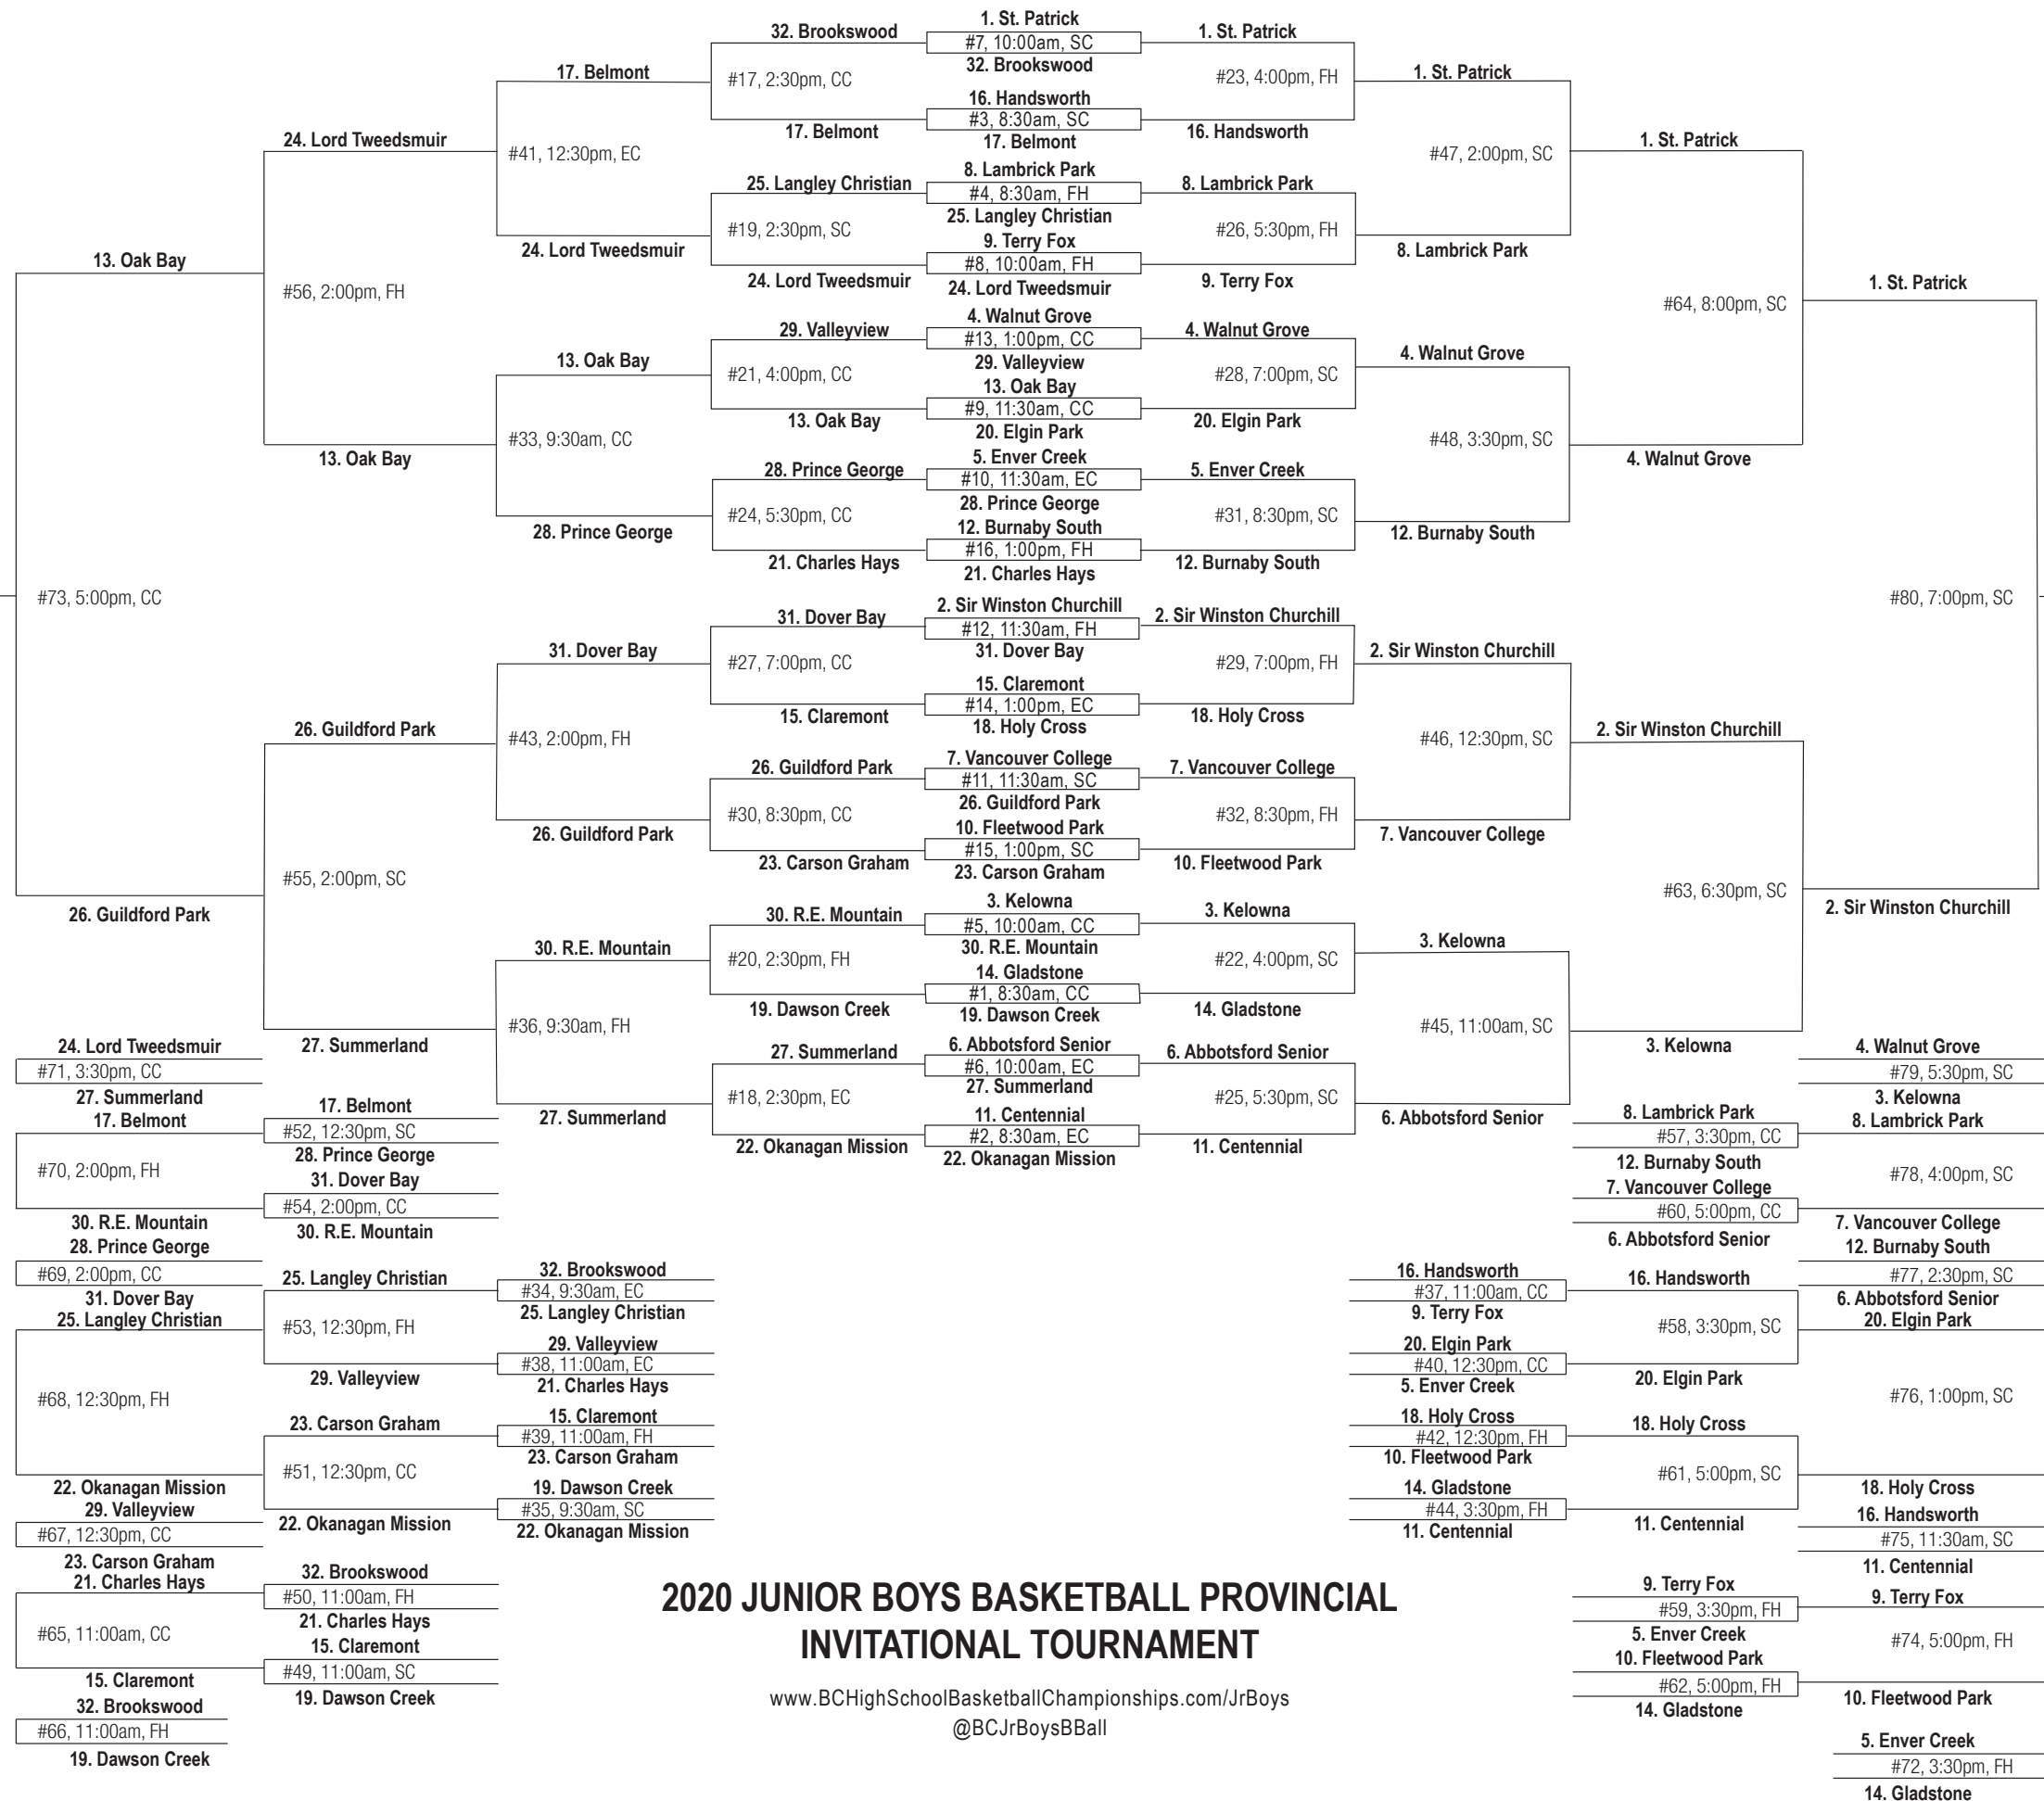 1. St. Patrick
32. Brookswood
#7, 10:00am, SC
1. St. Patrick
32. Brookswood
17. Belmont
#17, 2:30pm, CC
#23, 4:00pm, FH
1. St. Patrick
16. Handsworth
#3, 8:30am, SC
17. Belmont
16. Handsworth
17. Belmont
24. Lord Tweedsmuir
#41, 12:30pm, EC
#47, 2:00pm, SC
1. St. Patrick
8. Lambrick Park
25. Langley Christian
#4, 8:30am, FH
8. Lambrick Park
25. Langley Christian
#19, 2:30pm, SC
#26, 5:30pm, FH
9. Terry Fox
24. Lord Tweedsmuir
8. Lambrick Park
13. Oak Bay
#8, 10:00am, FH
24. Lord Tweedsmuir
24. Lord Tweedsmuir
9. Terry Fox
1. St. Patrick
#56, 2:00pm, FH
#64, 8:00pm, SC
4. Walnut Grove
29. Valleyview
#13, 1:00pm, CC
4. Walnut Grove
29. Valleyview
13. Oak Bay
4. Walnut Grove
#21, 4:00pm, CC
#28, 7:00pm, SC
13. Oak Bay
#9, 11:30am, CC
13. Oak Bay
20. Elgin Park
20. Elgin Park
#33, 9:30am, CC
#48, 3:30pm, SC
13. Oak Bay
5. Enver Creek
4. Walnut Grove
28. Prince George
#10, 11:30am, EC
5. Enver Creek
28. Prince George
#24, 5:30pm, CC
#31, 8:30pm, SC
28. Prince George
12. Burnaby South
12. Burnaby South
#16, 1:00pm, FH
21. Charles Hays
12. Burnaby South
21. Charles Hays
#73, 5:00pm, CC
#80, 7:00pm, SC
2. Sir Winston Churchill
31. Dover Bay
#12, 11:30am, FH
2. Sir Winston Churchill
31. Dover Bay
31. Dover Bay
2. Sir Winston Churchill
#27, 7:00pm, CC
#29, 7:00pm, FH
15. Claremont
#14, 1:00pm, EC
15. Claremont
18. Holy Cross
18. Holy Cross
26. Guildford Park
#43, 2:00pm, FH
#46, 12:30pm, SC
2. Sir Winston Churchill
7. Vancouver College
26. Guildford Park
#11, 11:30am, SC
7. Vancouver College
26. Guildford Park
#30, 8:30pm, CC
#32, 8:30pm, FH
26. Guildford Park
10. Fleetwood Park
7. Vancouver College
#15, 1:00pm, SC
23. Carson Graham
23. Carson Graham
10. Fleetwood Park
#55, 2:00pm, SC
#63, 6:30pm, SC
26. Guildford Park
3. Kelowna
2. Sir Winston Churchill
30. R.E. Mountain
#5, 10:00am, CC
3. Kelowna
30. R.E. Mountain
30. R.E. Mountain
3. Kelowna
#20, 2:30pm, FH
#22, 4:00pm, SC
14. Gladstone
#1, 8:30am, CC
19. Dawson Creek
19. Dawson Creek
14. Gladstone
#36, 9:30am, FH
#45, 11:00am, SC
24. Lord Tweedsmuir
27. Summerland
6. Abbotsford Senior
3. Kelowna
4. Walnut Grove
#71, 3:30pm, CC
27. Summerland
#6, 10:00am, EC
6. Abbotsford Senior
#79, 5:30pm, SC
27. Summerland
27. Summerland
3. Kelowna
#18, 2:30pm, EC
#25, 5:30pm, SC
17. Belmont
17. Belmont
27. Summerland
11. Centennial
6. Abbotsford Senior
8. Lambrick Park
8. Lambrick Park
#52, 12:30pm, SC
22. Okanagan Mission
#2, 8:30am, EC
22. Okanagan Mission
11. Centennial
#57, 3:30pm, CC
28. Prince George
12. Burnaby South
#70, 2:00pm, FH
#78, 4:00pm, SC
31. Dover Bay
7. Vancouver College
#54, 2:00pm, CC
#60, 5:00pm, CC
30. R.E. Mountain
30. R.E. Mountain
6. Abbotsford Senior
7. Vancouver College
28. Prince George
12. Burnaby South
#69, 2:00pm, CC
#77, 2:30pm, SC
31. Dover Bay
6. Abbotsford Senior
25. Langley Christian
32. Brookswood
16. Handsworth
16. Handsworth
#34, 9:30am, EC
#37, 11:00am, CC
25. Langley Christian
25. Langley Christian
9. Terry Fox
20. Elgin Park
#53, 12:30pm, FH
#58, 3:30pm, SC
29. Valleyview
20. Elgin Park
#38, 11:00am, EC
#40, 12:30pm, CC
29. Valleyview
21. Charles Hays
5. Enver Creek
20. Elgin Park
#68, 12:30pm, FH
#76, 1:00pm, SC
23. Carson Graham
15. Claremont
18. Holy Cross
18. Holy Cross
#39, 11:00am, FH
#42, 12:30pm, FH
23. Carson Graham
10. Fleetwood Park
#51, 12:30pm, CC
#61, 5:00pm, SC
22. Okanagan Mission
19. Dawson Creek
14. Gladstone
18. Holy Cross
29. Valleyview
#35, 9:30am, SC
#44, 3:30pm, FH
16. Handsworth
22. Okanagan Mission
22. Okanagan Mission
11. Centennial
11. Centennial
#67, 12:30pm, CC
#75, 11:30am, SC
23. Carson Graham
11. Centennial
21. Charles Hays
32. Brookswood
9. Terry Fox
9. Terry Fox
#50, 11:00am, FH
#59, 3:30pm, FH
21. Charles Hays
5. Enver Creek
#65, 11:00am, CC
#74, 5:00pm, FH
15. Claremont
10. Fleetwood Park
#49, 11:00am, SC
#62, 5:00pm, FH
15. Claremont
19. Dawson Creek
14. Gladstone
10. Fleetwood Park
32. Brookswood
#66, 11:00am, FH
19. Dawson Creek
5. Enver Creek
#72, 3:30pm, FH
14. Gladstone
2020 JUNIOR BOYS BASKETBALL PROVINCIAL
INVITATIONAL TOURNAMENT
www.BCHighSchoolBasketballChampionships.com/JrBoys
@BCJrBoysBBall